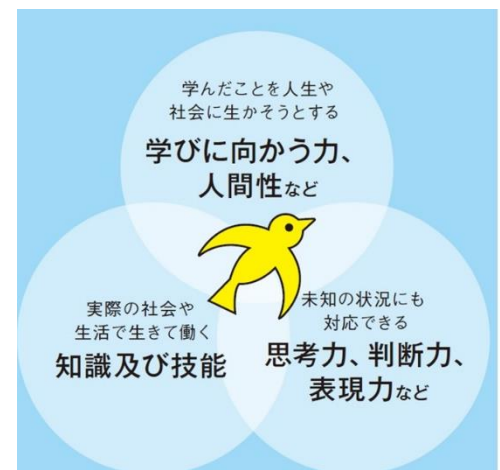 学んだことを人生や
社会に生かそうとする
学びに向かう力、
人間性など
実際の社会や
生活で生きて働く
知識及び技能
未知の状況にも
対応できる
思考力、判断力、
表現力など